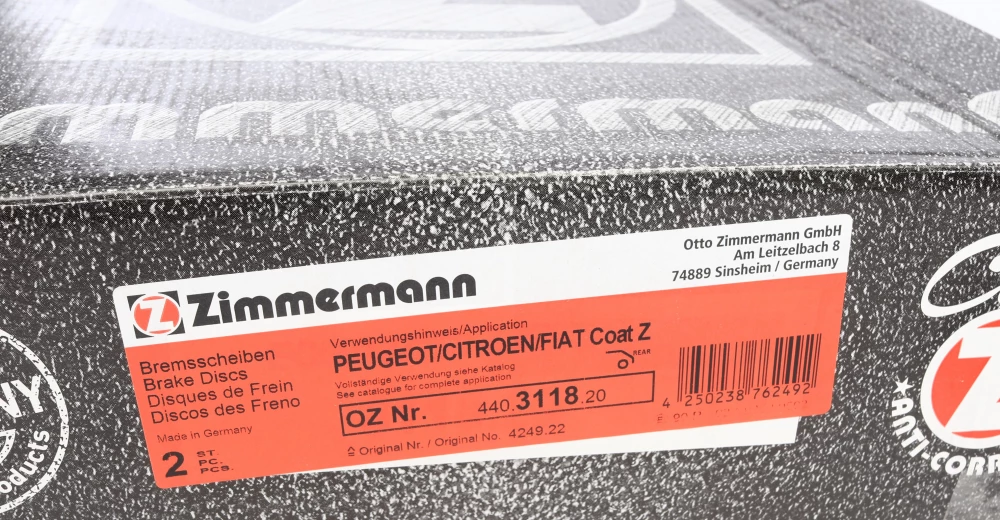 mmermann
Zimmermann
Otto Zimmermann GmbH
Am Leitzelbach 8
74889 Sinsheim / Germany
Bremsscheiben
Brake Discs
Disques de Frein
Discos des Freno
Made in Germany
2 ST.
PC.
PCS.
Verwendungshinweis/Application
PEUGEOT/CITROEN/FIAT Coat Z
Vollständige Verwendung siehe Katalog
See catalogue for complete application
REAR
OZ Nr. 440.3118.20
≙ Original Nr. / Original No. 4249.22
4 250238 762492
ANTI-CORR